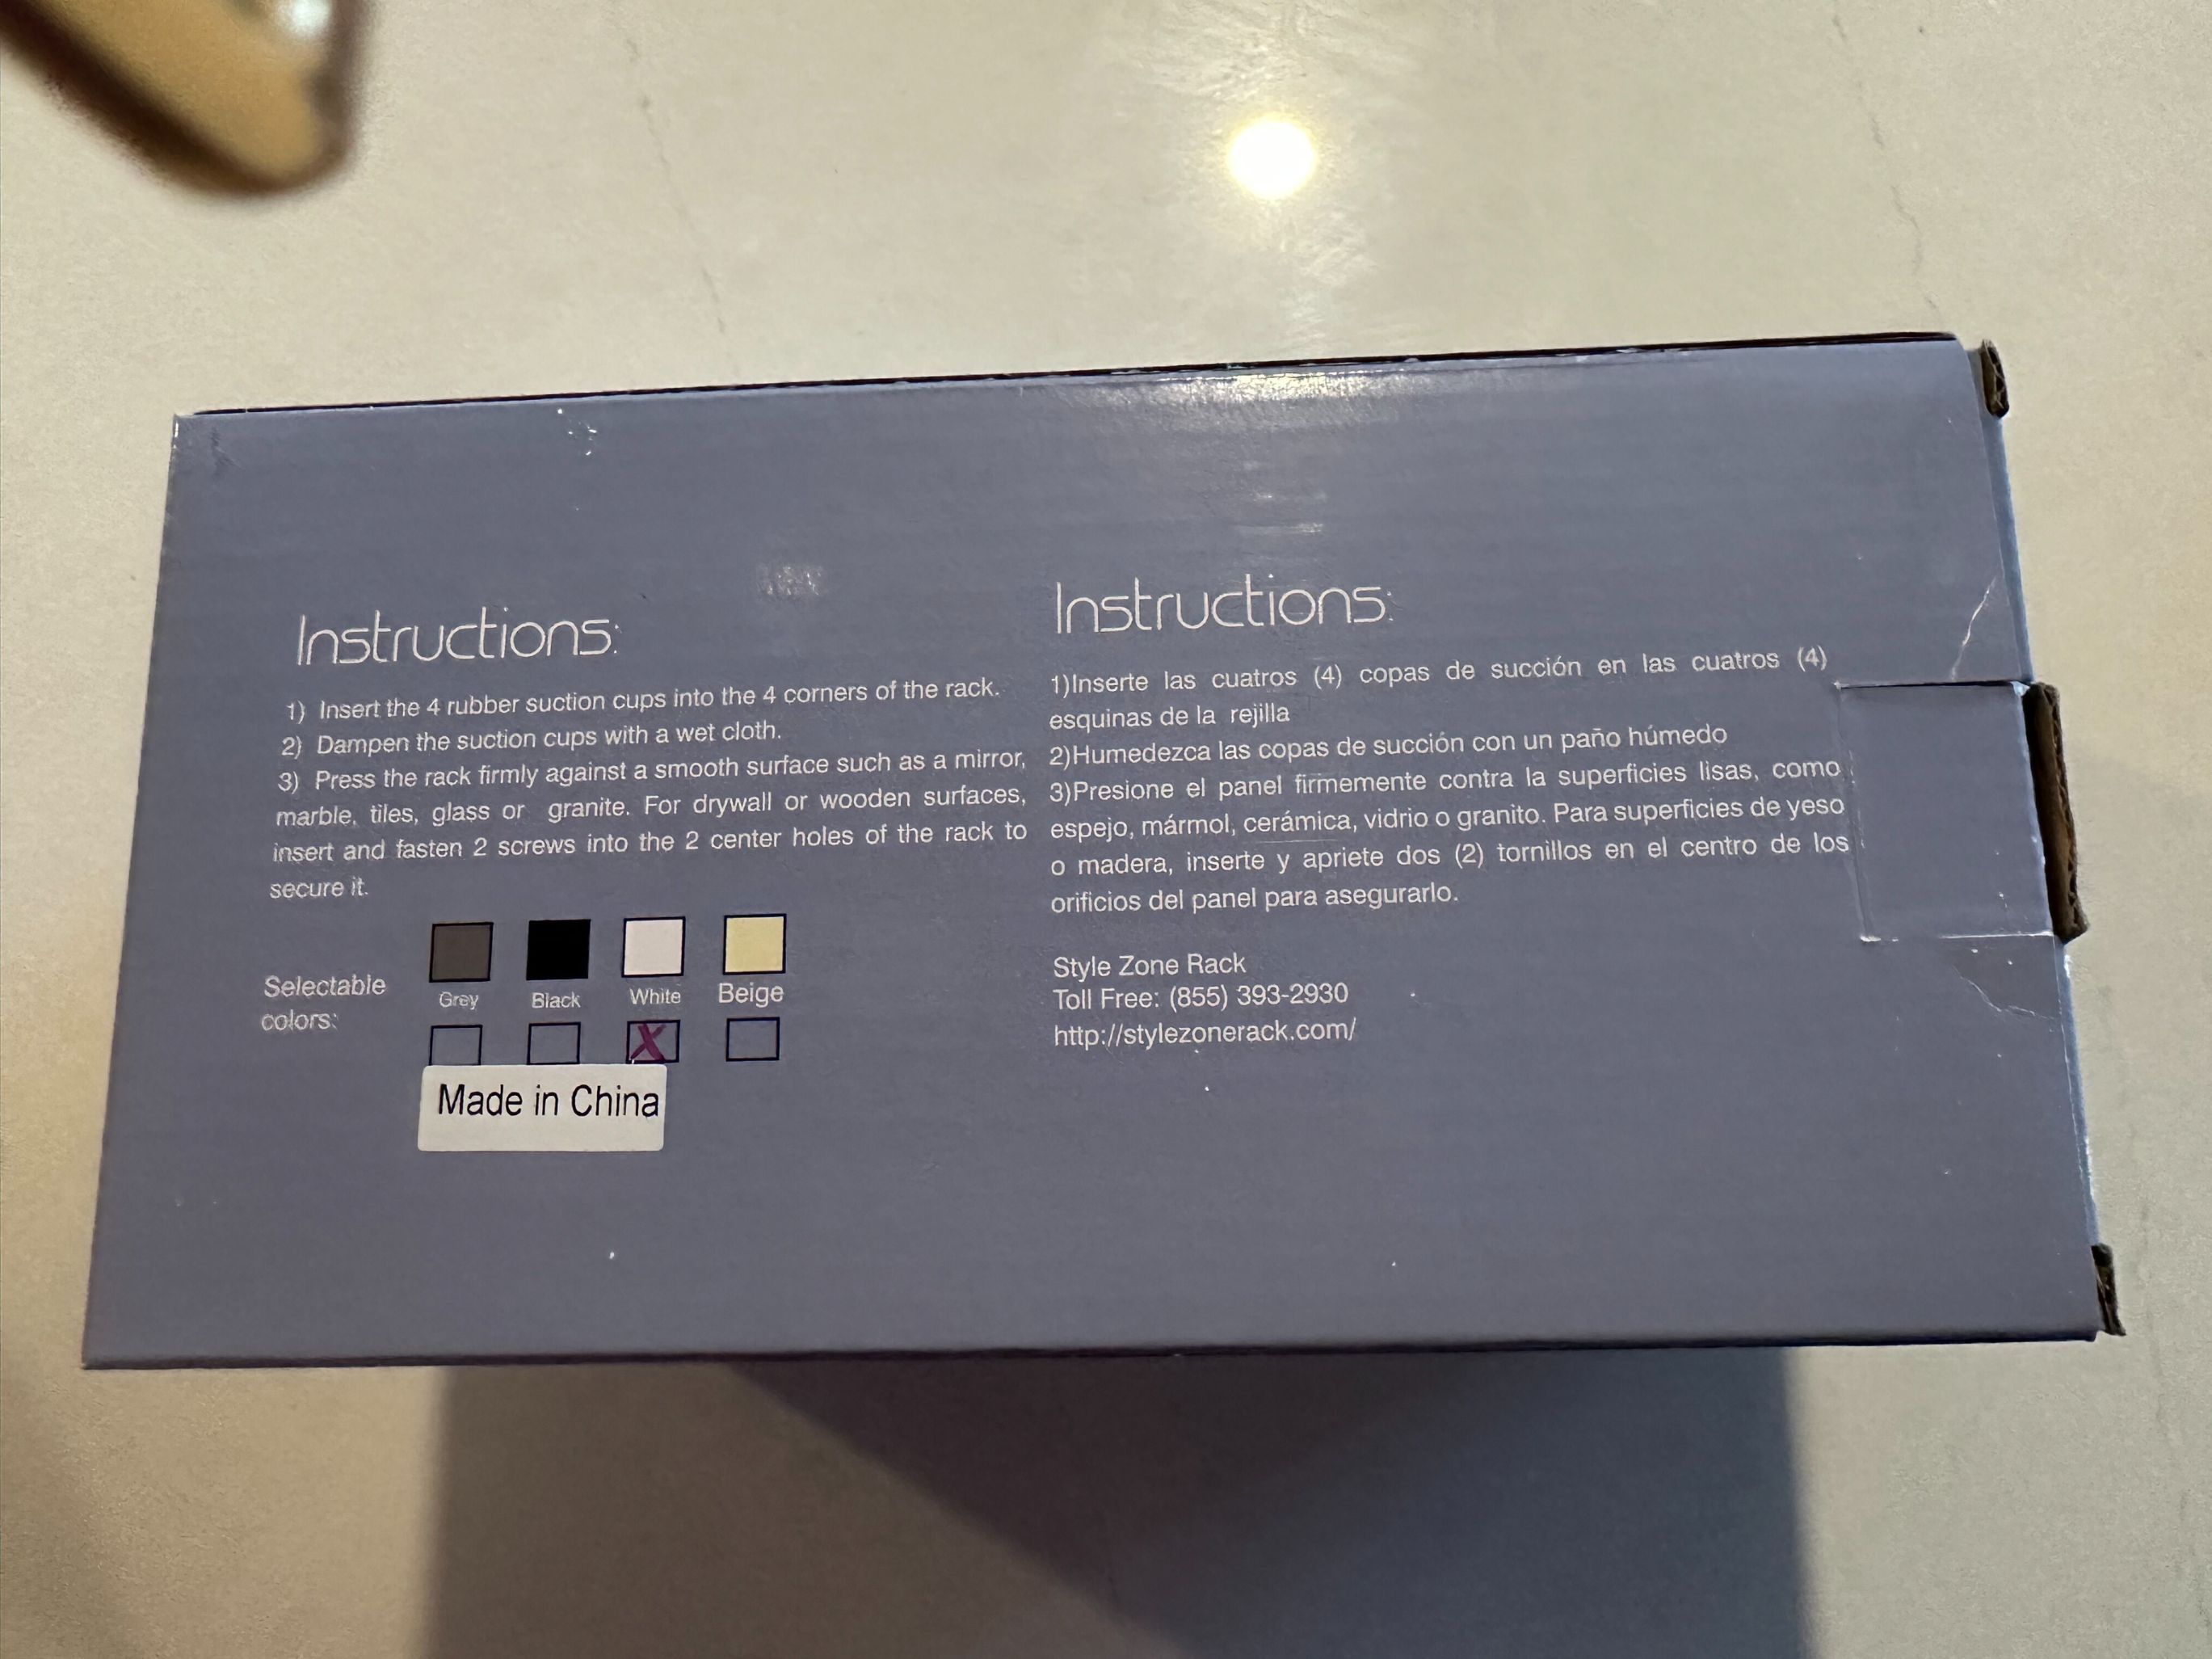 Instructions:
1) Insert the 4 rubber suction cups into the 4 corners of the rack.
2) Dampen the suction cups with a wet cloth.
3) Press the rack firmly against a smooth surface such as a mirror,
marble, tiles, glass or granite. For drywall or wooden surfaces,
insert and fasten 2 screws into the 2 center holes of the rack to
secure it.
Selectable
colors:
Grey Black White Beige
X
Made in China
Instructions:
1)Inserte las cuatros (4) copas de succión en las cuatros (4)
esquinas de la rejilla
2)Humedezca las copas de succión con un paño húmedo
3)Presione el panel firmemente contra la superficies lisas, como
espejo, mármol, cerámica, vidrio o granito. Para superficies de yeso
o madera, inserte y apriete dos (2) tornillos en el centro de los
orificios del panel para asegurarlo.
Style Zone Rack
Toll Free: (855) 393-2930
http://stylezonerack.com/